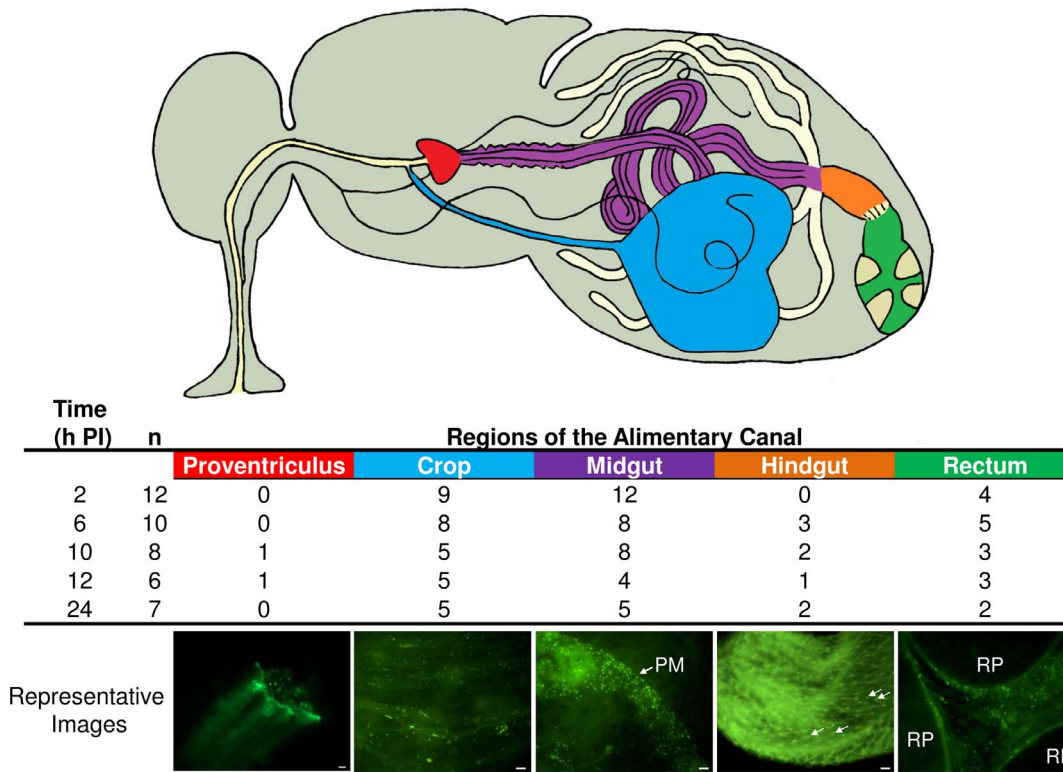 Time
(h PI) n Regions of the Alimentary Canal
Proventriculus Crop Midgut Hindgut Rectum
2 12 0 9 12 0 4
6 10 0 8 8 3 5
10 8 1 5 8 2 3
12 6 1 5 4 1 3
24 7 0 5 5 2 2
Representative
Images
PM
RP
RP